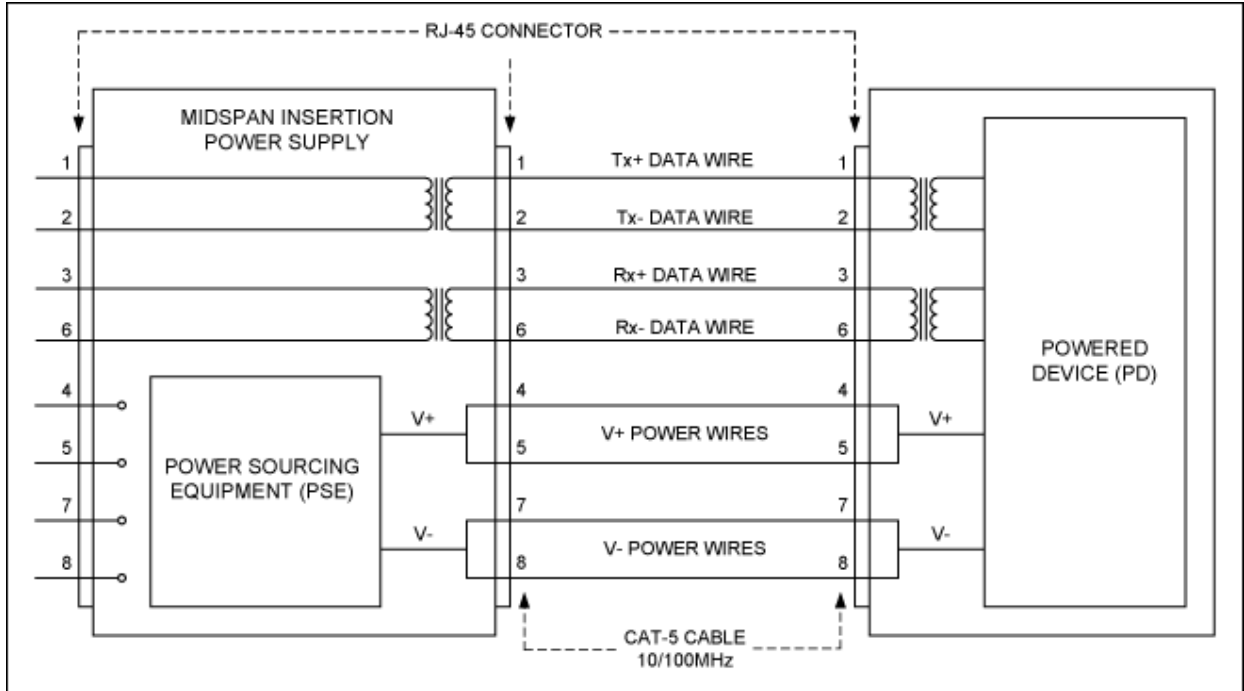 RJ-45 CONNECTOR
MIDSPAN INSERTION
POWER SUPPLY
1
1
Tx+ DATA WIRE
1
2
2
Tx- DATA WIRE
2
3
3
Rx+ DATA WIRE
3
6
6
Rx- DATA WIRE
6
POWERED
DEVICE (PD)
4
4
4
V+
V+ POWER WIRES
V+
5
5
5
POWER SOURCING
EQUIPMENT (PSE)
7
7
7
V-
V- POWER WIRES
V-
8
8
8
CAT-5 CABLE
10/100MHz